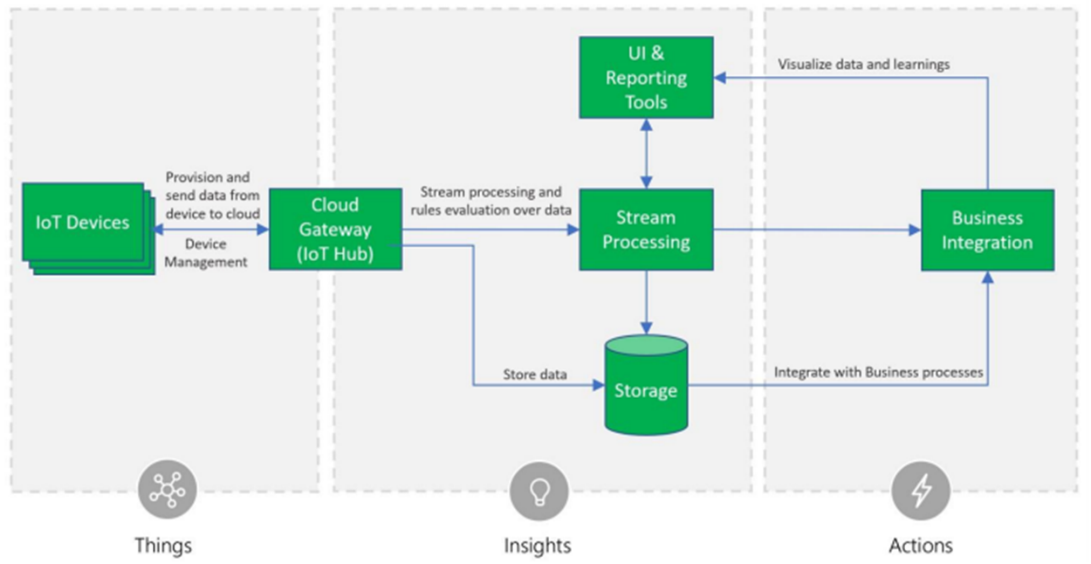 UI &
Reporting
Tools
Visualize data and learnings
IoT Devices
Provision and
send data from
device to cloud
Device
Management
Cloud
Gateway
(IoT Hub)
Stream processing and
rules evaluation over data
Stream
Processing
Business
Integration
Store data
Storage
Integrate with Business processes
Things
Insights
Actions